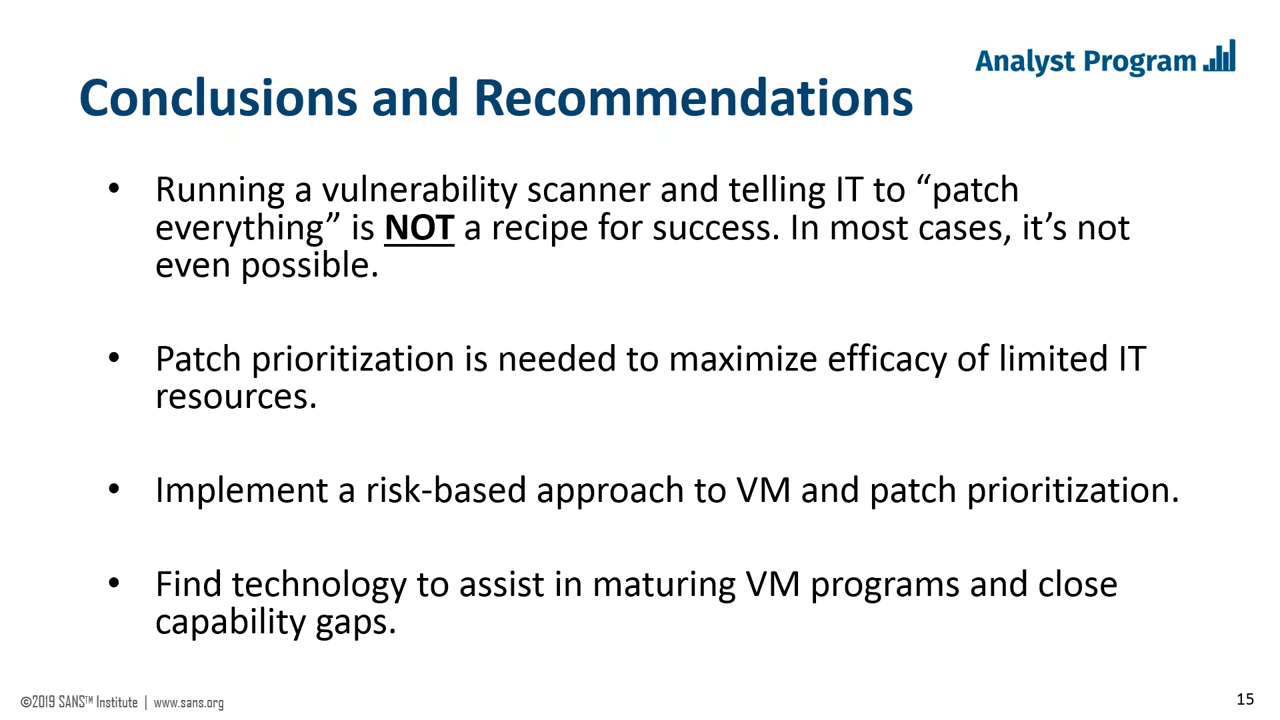 Analyst Program
Conclusions and Recommendations
• Running a vulnerability scanner and telling IT to “patch
everything” is NOT a recipe for success. In most cases, it’s not
even possible.
• Patch prioritization is needed to maximize efficacy of limited IT
resources.
• Implement a risk-based approach to VM and patch prioritization.
• Find technology to assist in maturing VM programs and close
capability gaps.
©2019 SANS™ Institute | www.sans.org
15